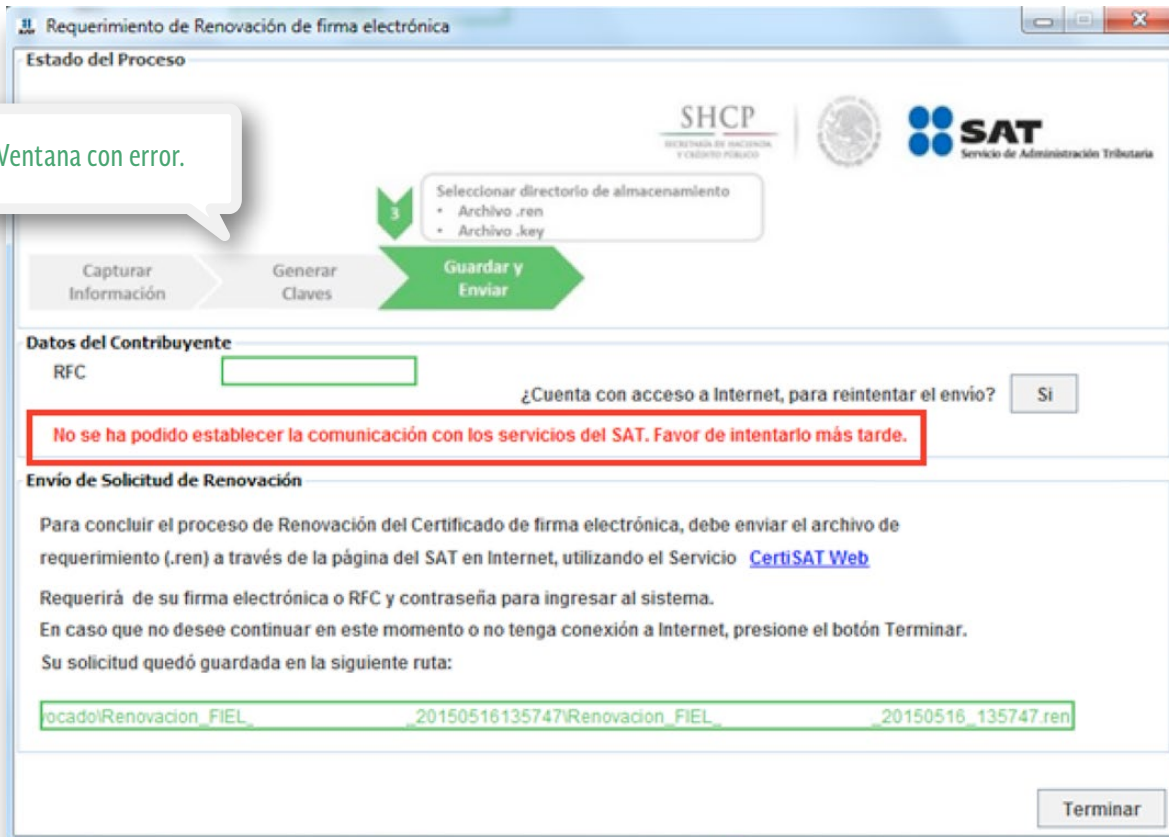 Requerimiento de Renovación de firma electrónica
Estado del Proceso
Ventana con error.
SHCP
SECRETARÍA DE HACIENDA
Y CRÉDITO PÚBLICO
SAT
Servicio de Administración Tributaria
3
Seleccionar directorio de almacenamiento
• Archivo .ren
• Archivo .key
Capturar
Información
Generar
Claves
Guardar y
Enviar
Datos del Contribuyente
RFC
¿Cuenta con acceso a Internet, para reintentar el envío?
Si
No se ha podido establecer la comunicación con los servicios del SAT. Favor de intentarlo más tarde.
Envío de Solicitud de Renovación
Para concluir el proceso de Renovación del Certificado de firma electrónica, debe enviar el archivo de
requerimiento (.ren) a través de la página del SAT en Internet, utilizando el Servicio CertiSAT Web
Requerirá de su firma electrónica o RFC y contraseña para ingresar al sistema.
En caso que no desee continuar en este momento o no tenga conexión a Internet, presione el botón Terminar.
Su solicitud quedó guardada en la siguiente ruta:
vocado\Renovacion_FIEL_ _20150516135747\Renovacion_FIEL_ _20150516_135747.ren
Terminar